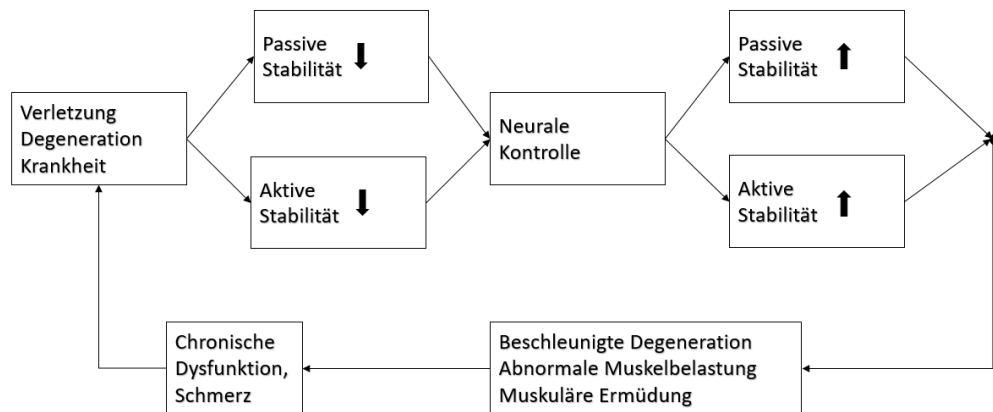 Passive
Stabilität
Passive
Stabilität
Verletzung
Degeneration
Krankheit
Neurale
Kontrolle
Aktive
Stabilität
Aktive
Stabilität
Chronische
Dysfunktion,
Schmerz
Beschleunigte Degeneration
Abnormale Muskelbelastung
Muskuläre Ermüdung